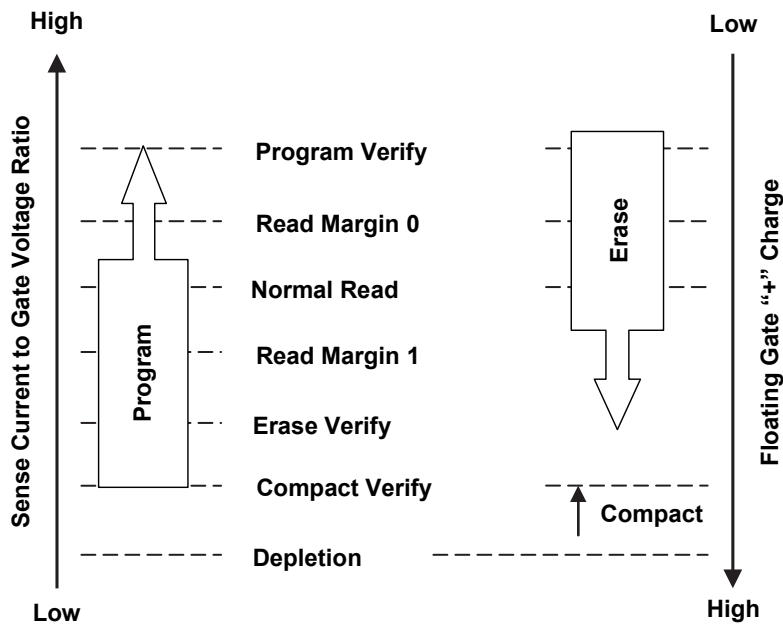 High
Low
Sense Current to Gate Voltage Ratio
Program Verify
Read Margin 0
Normal Read
Read Margin 1
Erase Verify
Compact Verify
Depletion
Program
Erase
Compact
Floating Gate “+” Charge
Low
High